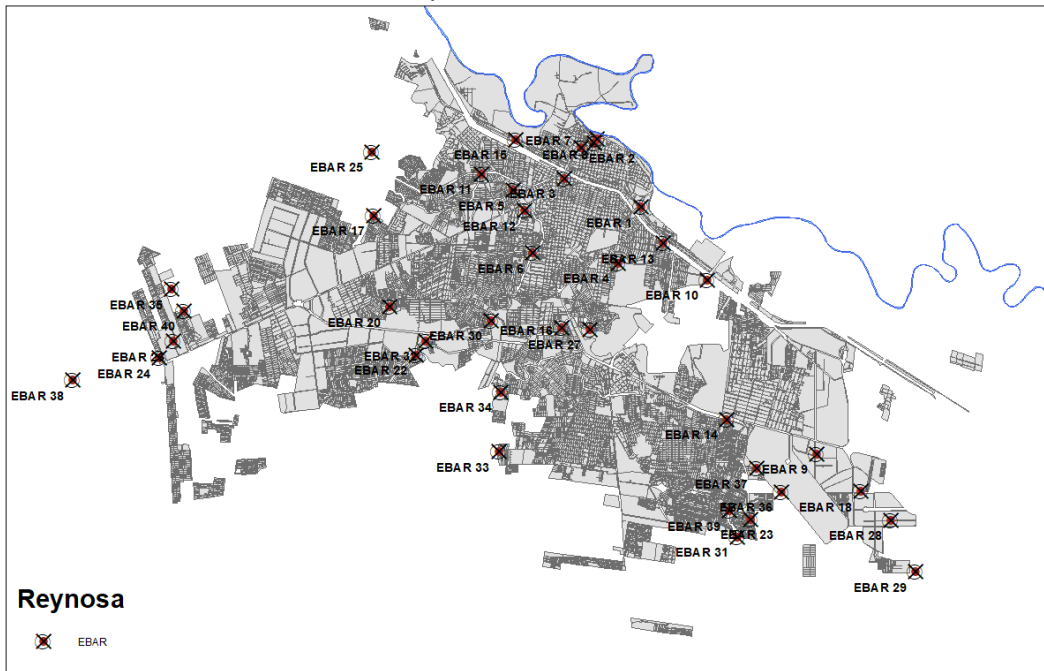 EBAR 7
EBAR 2
EBAR 15
EBAR 25
EBAR 11
EBAR 3
EBAR 5
EBAR 1
EBAR 12
EBAR 17
EBAR 6
EBAR 13
EBAR 4
EBAR 10
EBAR 35
EBAR 20
EBAR 40
EBAR 30
EBAR 16
EBAR 27
EBAR
EBAR
EBAR 24
EBAR 22
EBAR 38
EBAR 34
EBAR 14
EBAR 33
EBAR 9
EBAR 37
EBAR 36
EBAR 18
EBAR 39
EBAR 23
EBAR 28
EBAR 31
EBAR 29
Reynosa
EBAR